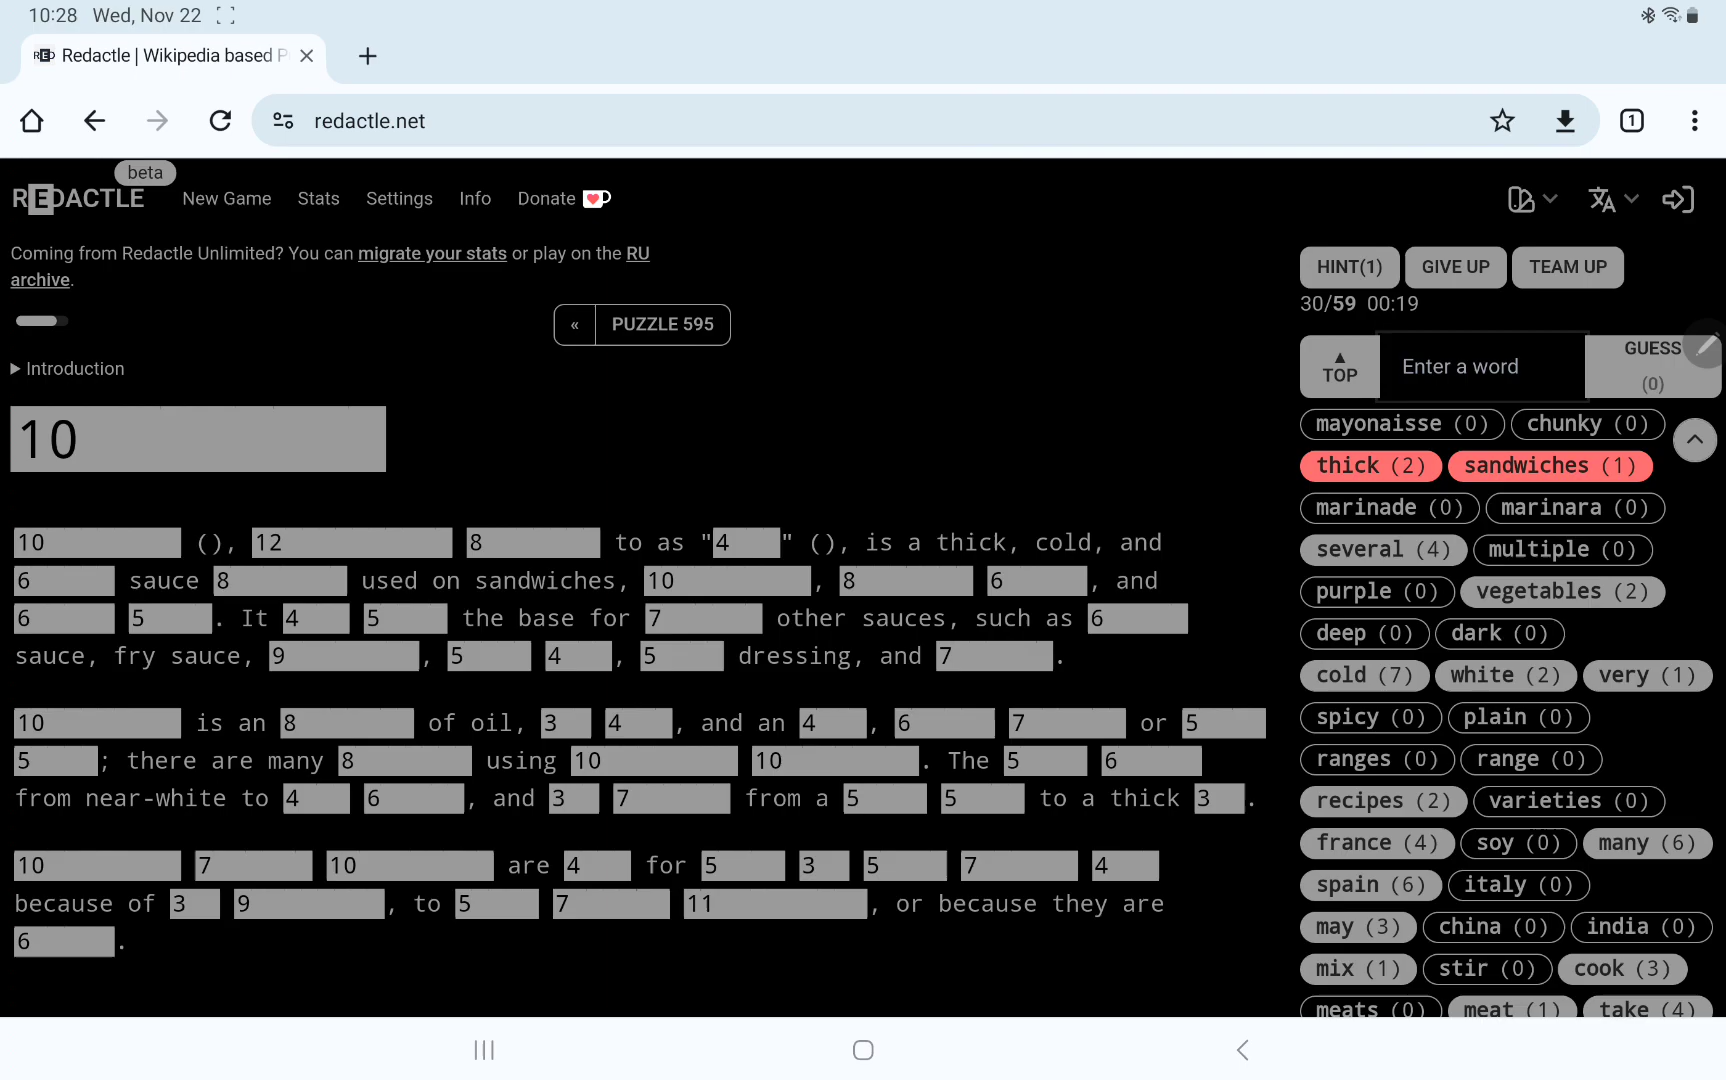 10:28 Wed, Nov 22
RED Redactle | Wikipedia based P
redactle.net
1
beta
REDACTLE New Game Stats Settings Info Donate
Coming from Redactle Unlimited? You can migrate your stats or play on the RU
archive.
« PUZZLE 595
▶ Introduction
10
10 (), 12 8 to as "4" (), is a thick, cold, and
6 sauce 8 used on sandwiches, 10, 8 6, and
6 5. It 4 5 the base for 7 other sauces, such as 6
sauce, fry sauce, 9, 5 4, 5 dressing, and 7.
10 is an 8 of oil, 3 4, and an 4, 6 7 or 5
5; there are many 8 using 10 10. The 5 6
from near-white to 4 6, and 3 7 from a 5 5 to a thick 3.
10 7 10 are 4 for 5 3 5 7 4
because of 3 9, to 5 7 11, or because they are
6.
HINT(1) GIVE UP TEAM UP
30/59 00:19
▲ TOP Enter a word GUESS (0)
mayonaisse (0) chunky (0)
thick (2) sandwiches (1)
marinade (0) marinara (0)
several (4) multiple (0)
purple (0) vegetables (2)
deep (0) dark (0)
cold (7) white (2) very (1)
spicy (0) plain (0)
ranges (0) range (0)
recipes (2) varieties (0)
france (4) soy (0) many (6)
spain (6) italy (0)
may (3) china (0) india (0)
mix (1) stir (0) cook (3)
meats (0) meat (1) take (4)